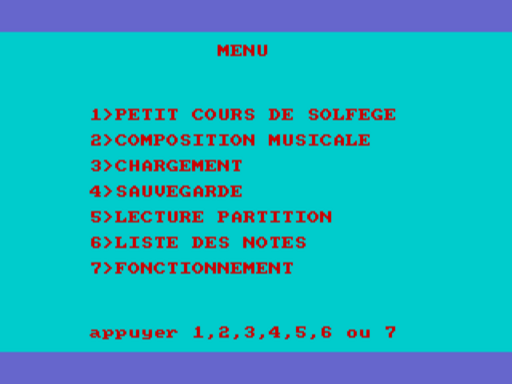 MENU
1>PETIT COURS DE SOLFEGE
2>COMPOSITION MUSICALE
3>CHARGEMENT
4>SAUVEGARDE
5>LECTURE PARTITION
6>LISTE DES NOTES
7>FONCTIONNEMENT
appuyer 1,2,3,4,5,6 ou 7